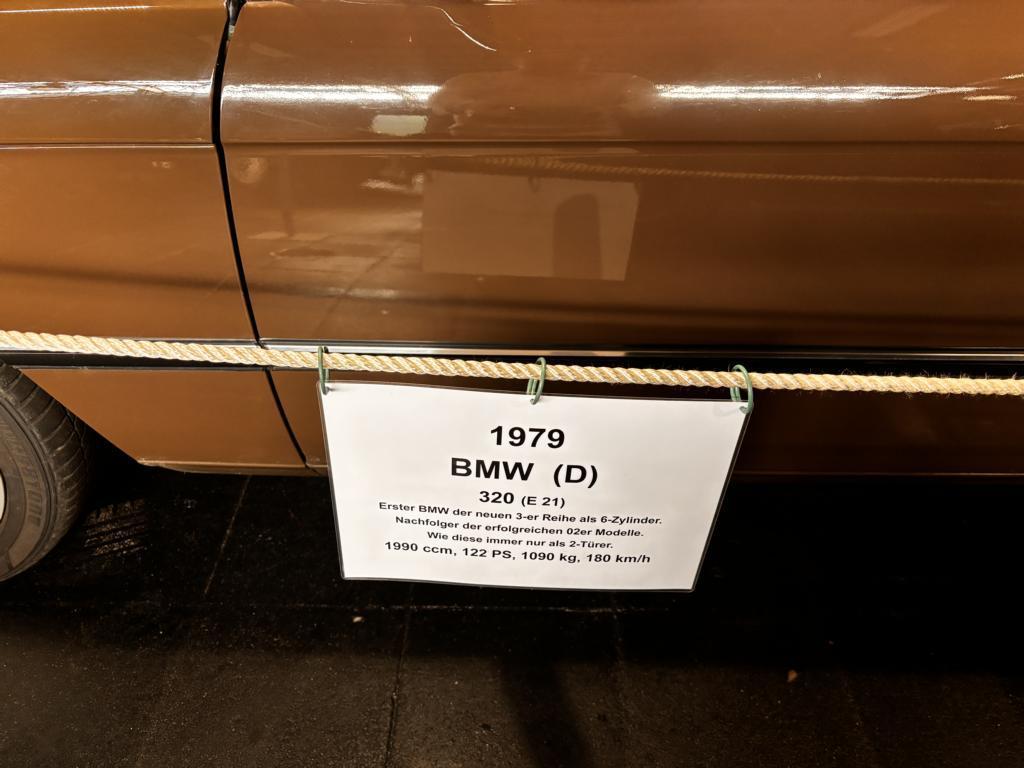 1979
BMW (D)
320 (E 21)
Erster BMW der neuen 3-er Reihe als 6-Zylinder.
Nachfolger der erfolgreichen 02er Modelle.
Wie diese immer nur als 2-Türer.
1990 ccm, 122 PS, 1090 kg, 180 km/h